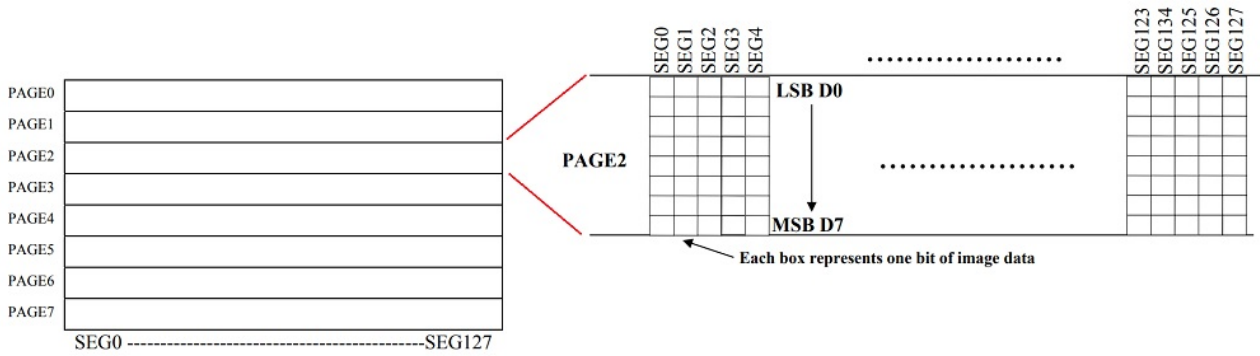 PAGE0
PAGE1
PAGE2
PAGE3
PAGE4
PAGE5
PAGE6
PAGE7
SEG0 ----------------------------------------SEG127
SEG0
SEG1
SEG2
SEG3
SEG4
SEG123
SEG134
SEG125
SEG126
SEG127
LSB D0
PAGE2
MSB D7
Each box represents one bit of image data